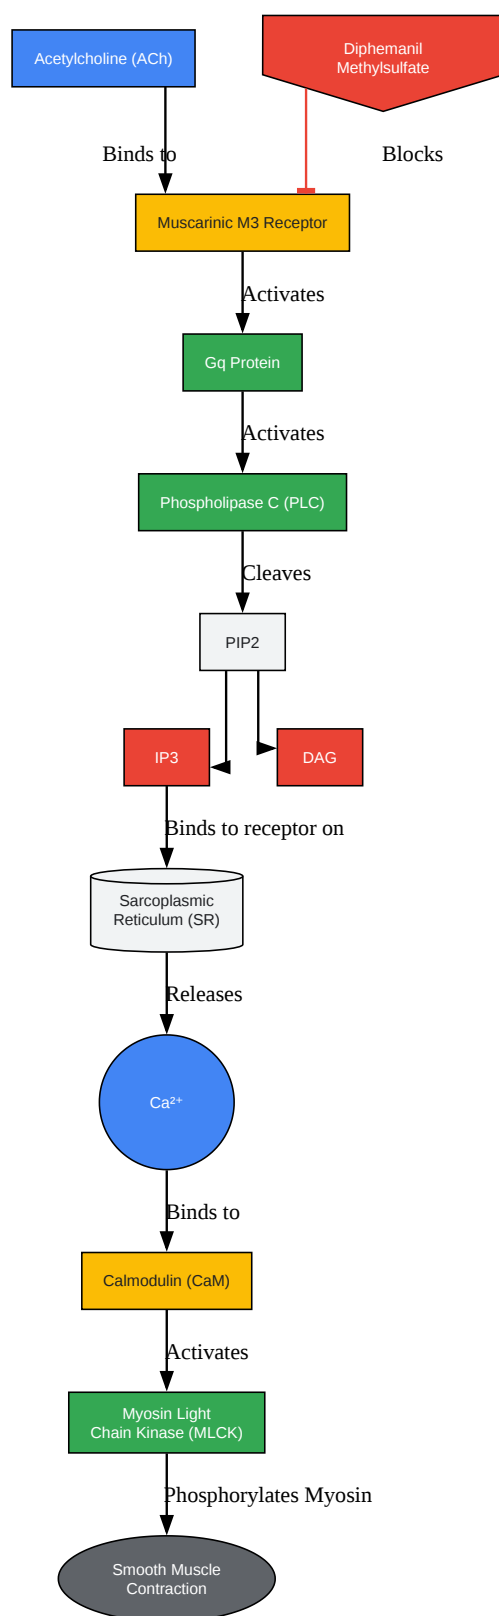 Acetylcholine (ACh)
Diphemanil
Methylsulfate
Binds to
Blocks
Muscarinic M3 Receptor
Activates
Gq Protein
Activates
Phospholipase C (PLC)
Cleaves
PIP2
IP3
DAG
Binds to receptor on
Sarcoplasmic
Reticulum (SR)
Releases
Ca²⁺
Binds to
Calmodulin (CaM)
Activates
Myosin Light
Chain Kinase (MLCK)
Phosphorylates Myosin
Smooth Muscle
Contraction